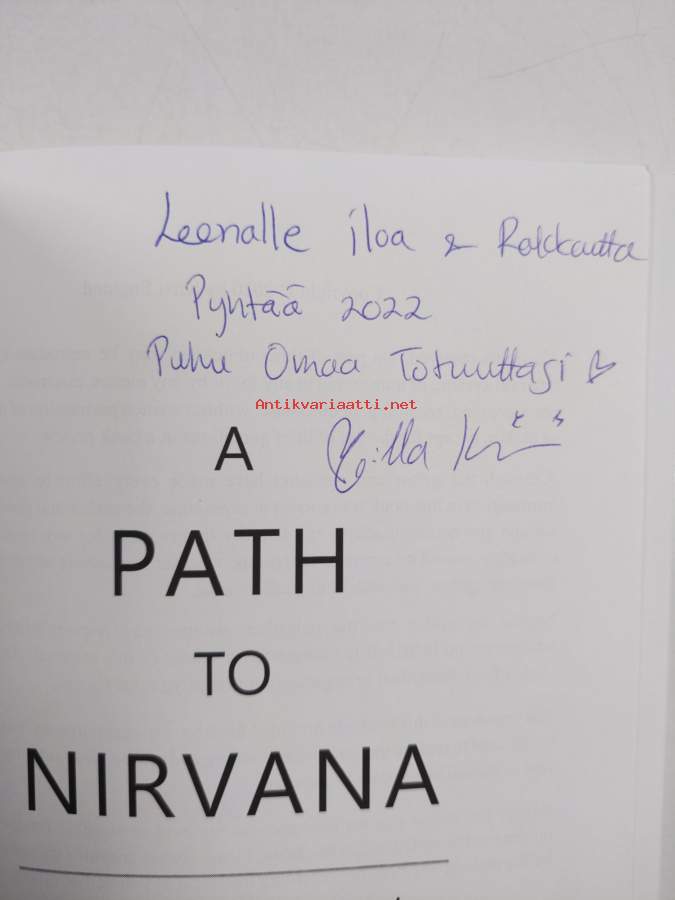 Leenalle iloa & Rakkautta
Pyhtää 2022
Puhu Omaa Totuuttasi
Antikvariaatti.net
A
PATH
TO
NIRVANA